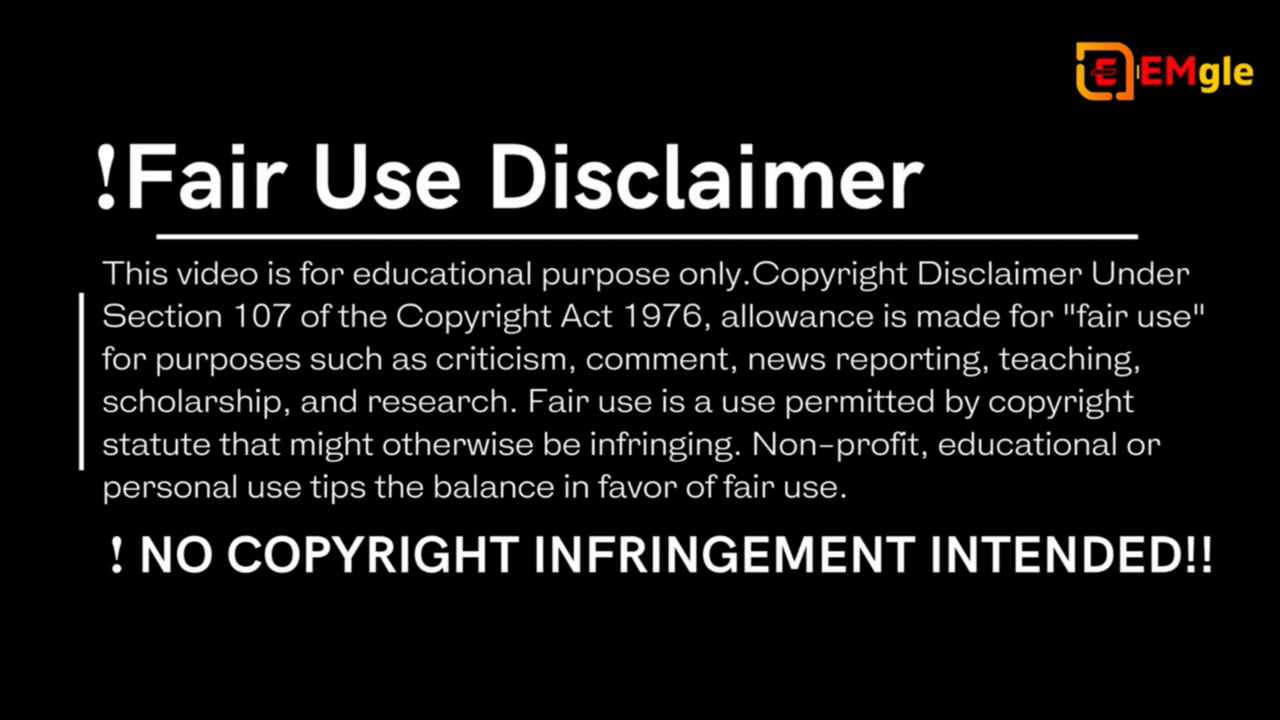 EMgle
!Fair Use Disclaimer
This video is for educational purpose only.Copyright Disclaimer Under
Section 107 of the Copyright Act 1976, allowance is made for "fair use"
for purposes such as criticism, comment, news reporting, teaching,
scholarship, and research. Fair use is a use permitted by copyright
statute that might otherwise be infringing. Non-profit, educational or
personal use tips the balance in favor of fair use.
! NO COPYRIGHT INFRINGEMENT INTENDED!!